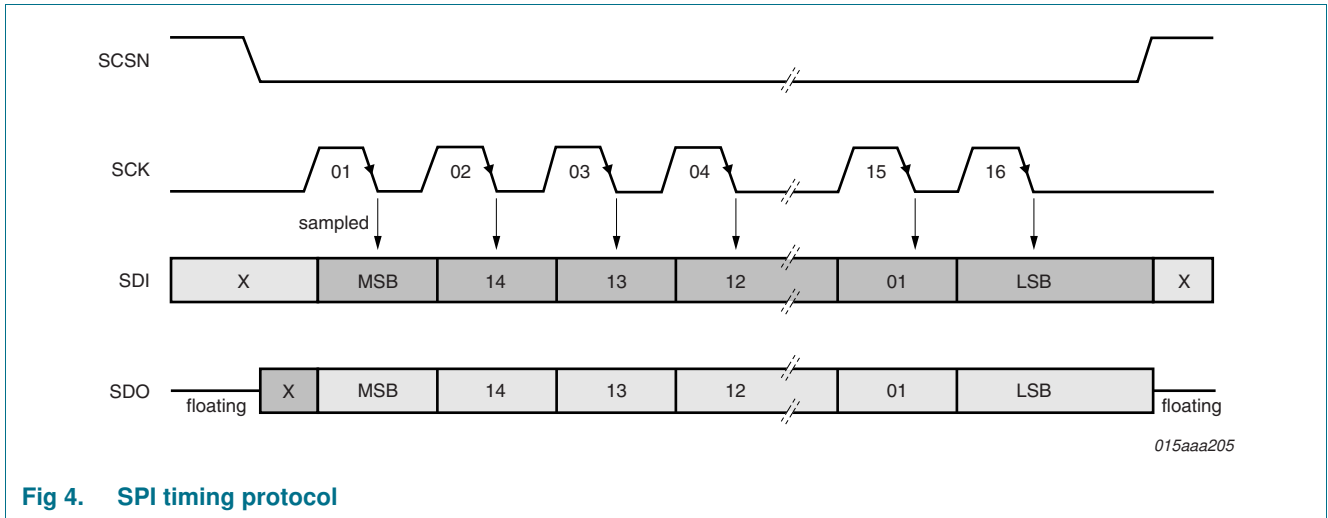 SCSN
SCK
01 02 03 04 15 16
sampled
SDI
X MSB 14 13 12 01 LSB X
SDO
X MSB 14 13 12 01 LSB
floating
floating
015aaa205
Fig 4. SPI timing protocol